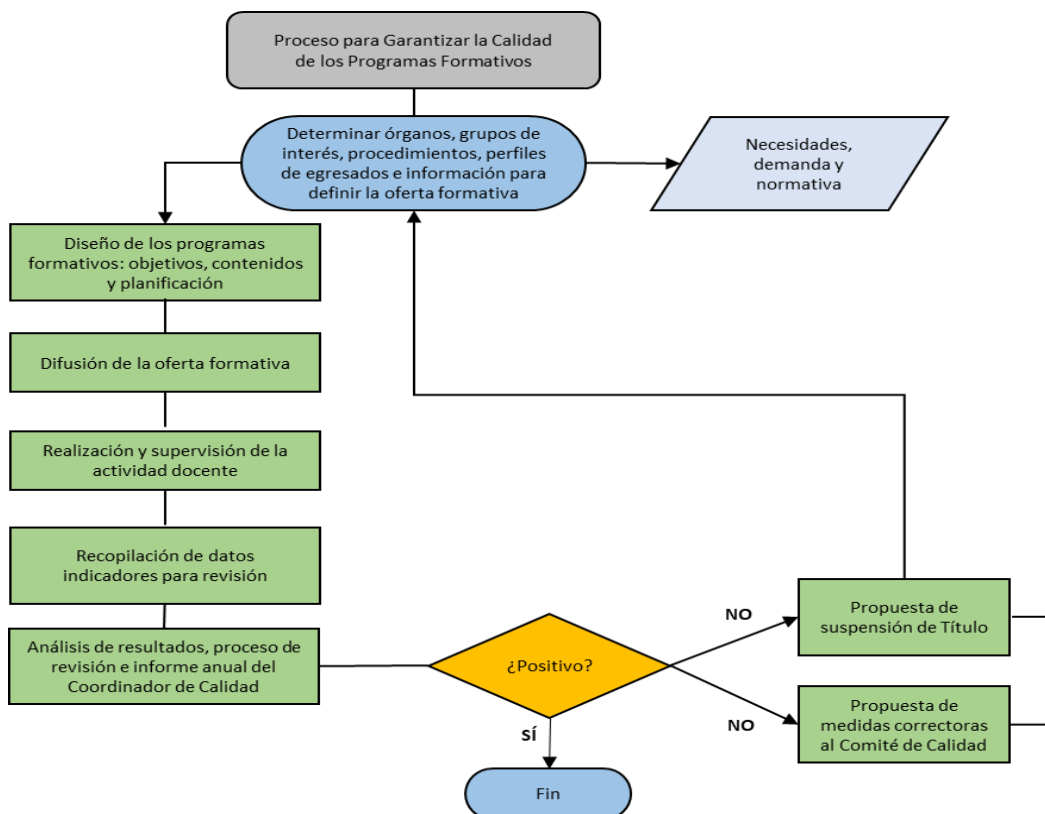 Proceso para Garantizar la Calidad
de los Programas Formativos
Determinar órganos, grupos de
interés, procedimientos, perfiles
de egresados e información para
definir la oferta formativa
Necesidades,
demanda y
normativa
Diseño de los programas
formativos: objetivos, contenidos
y planificación
Difusión de la oferta formativa
Realización y supervisión de la
actividad docente
Recopilación de datos
indicadores para revisión
Análisis de resultados, proceso de
revisión e informe anual del
Coordinador de Calidad
¿Positivo?
NO
Propuesta de
suspensión de Título
NO
Propuesta de
medidas correctoras
al Comité de Calidad
SÍ
Fin